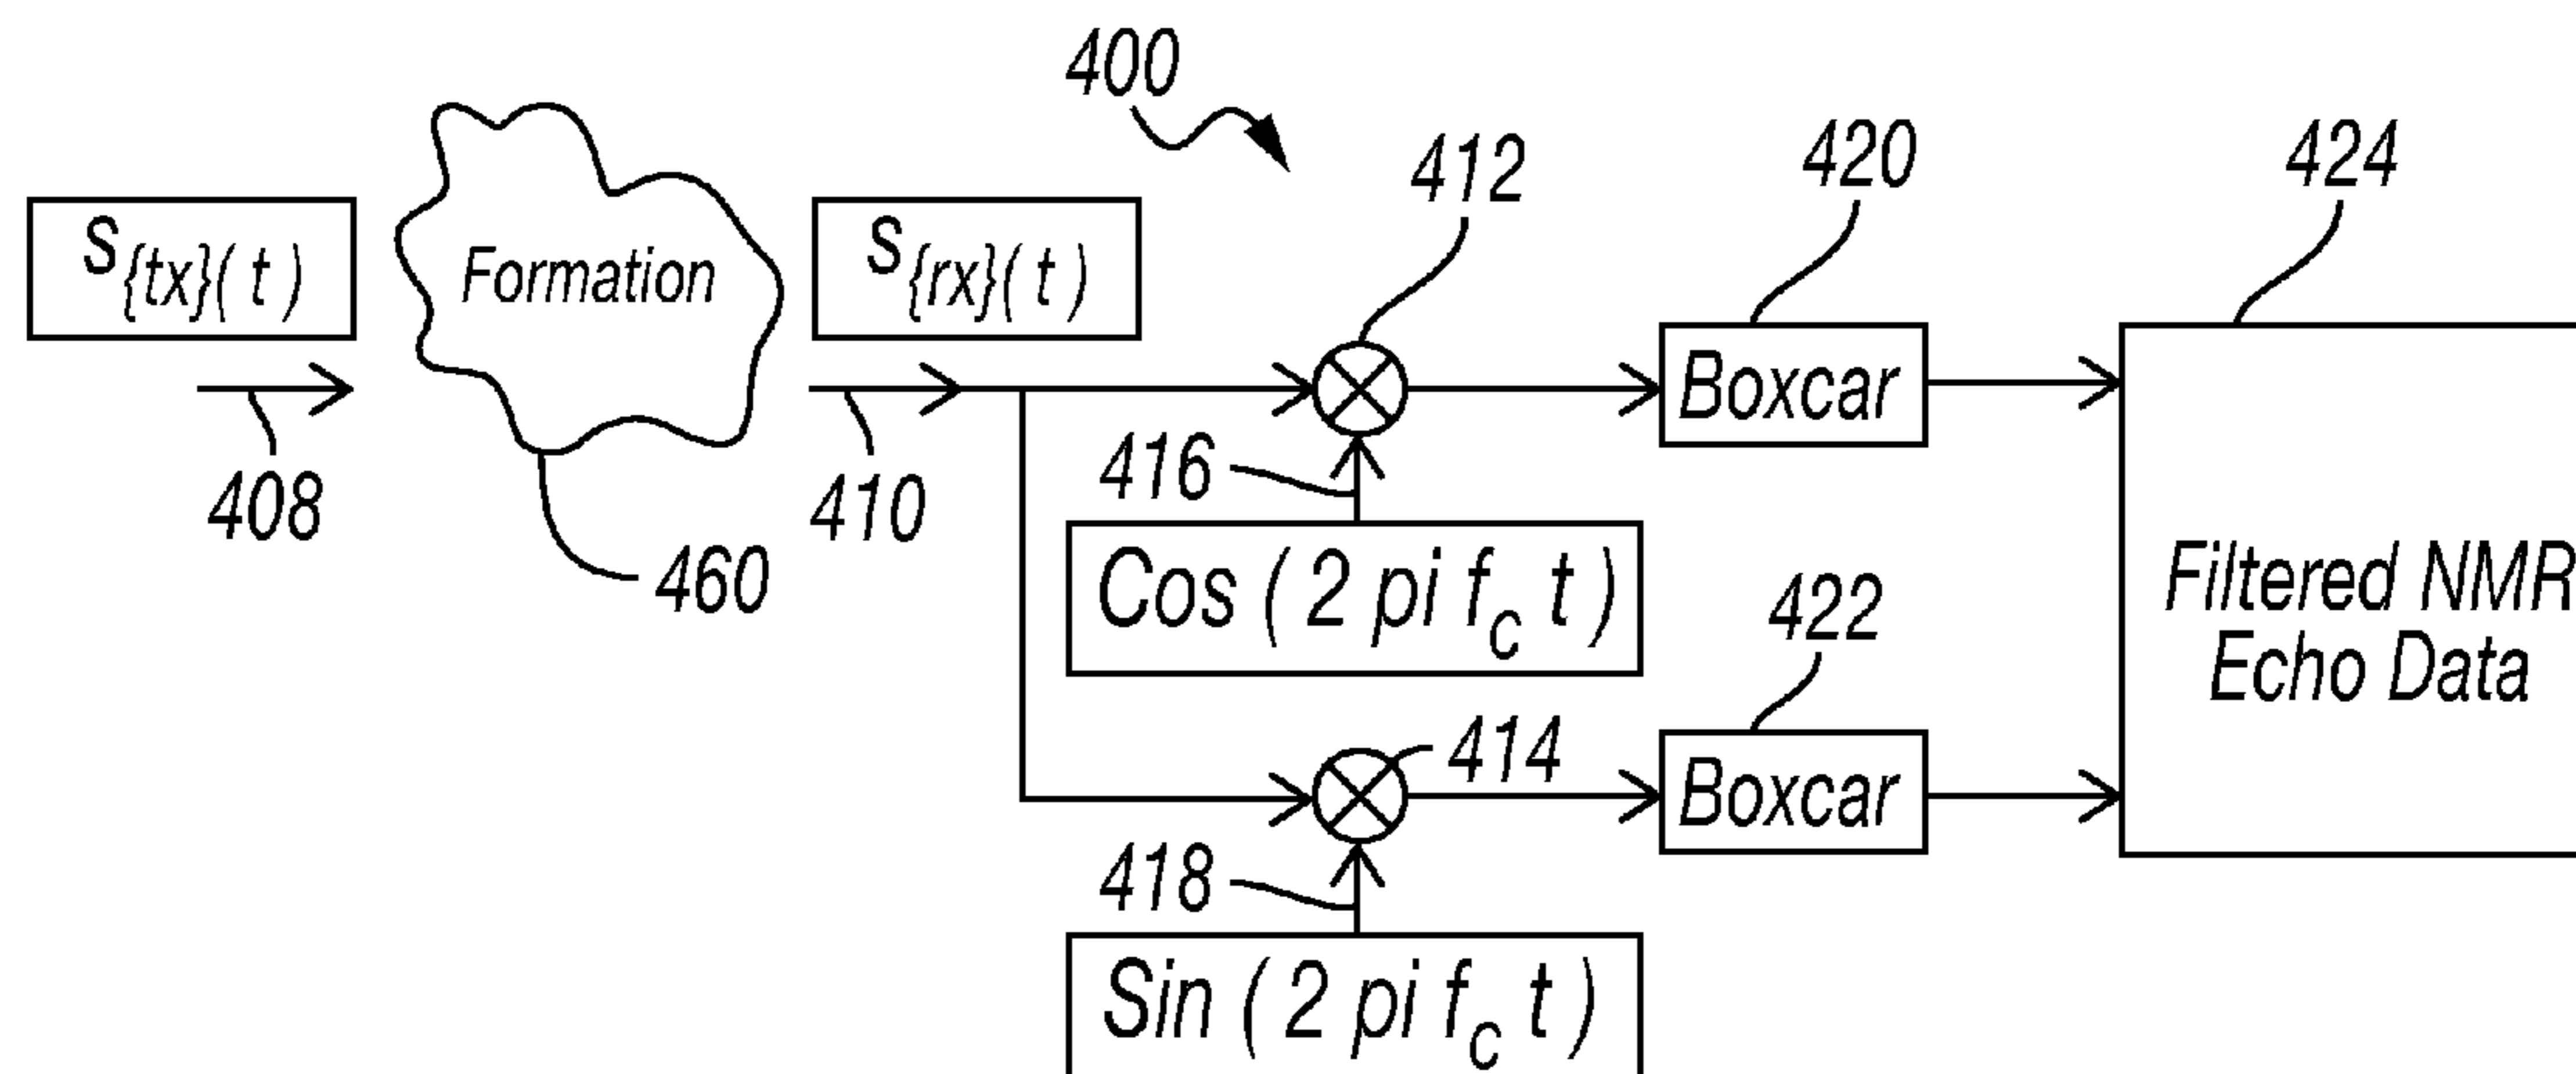 400
412
420
424
S{tx}( t )
Formation
S{rx}( t )
408
460
410
416
Boxcar
Cos ( 2 pi fc t )
422
Filtered NMR
Echo Data
414
Boxcar
418
Sin ( 2 pi fc t )